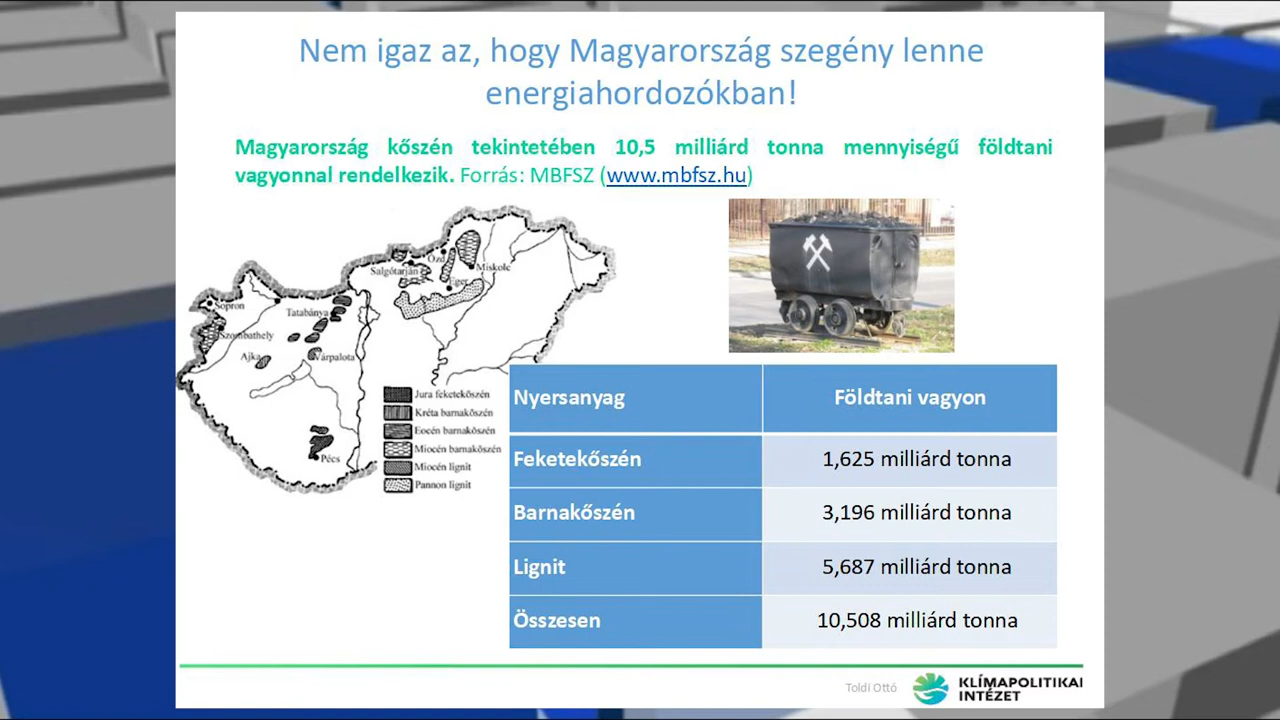 Nem igaz az, hogy Magyarország szegény lenne
energiahordozókban!
Magyarország kőszén tekintetében 10,5 milliárd tonna mennyiségű földtani
vagyonnal rendelkezik. Forrás: MBFSZ (www.mbfsz.hu)
Ózd
Salgótarján
Miskolc
Eger
Sopron
Tatabánya
Szombathely
Ajka
Várpalota
Pécs
Jura feketekőszén
Kréta barnakőszén
Eocén barnakőszén
Miocén barnakőszén
Miocén lignit
Pannon lignit
Nyersanyag Földtani vagyon
Feketekőszén 1,625 milliárd tonna
Barnakőszén 3,196 milliárd tonna
Lignit 5,687 milliárd tonna
Összesen 10,508 milliárd tonna
Toldi Ottó
KLÍMAPOLITIKAI
INTÉZET